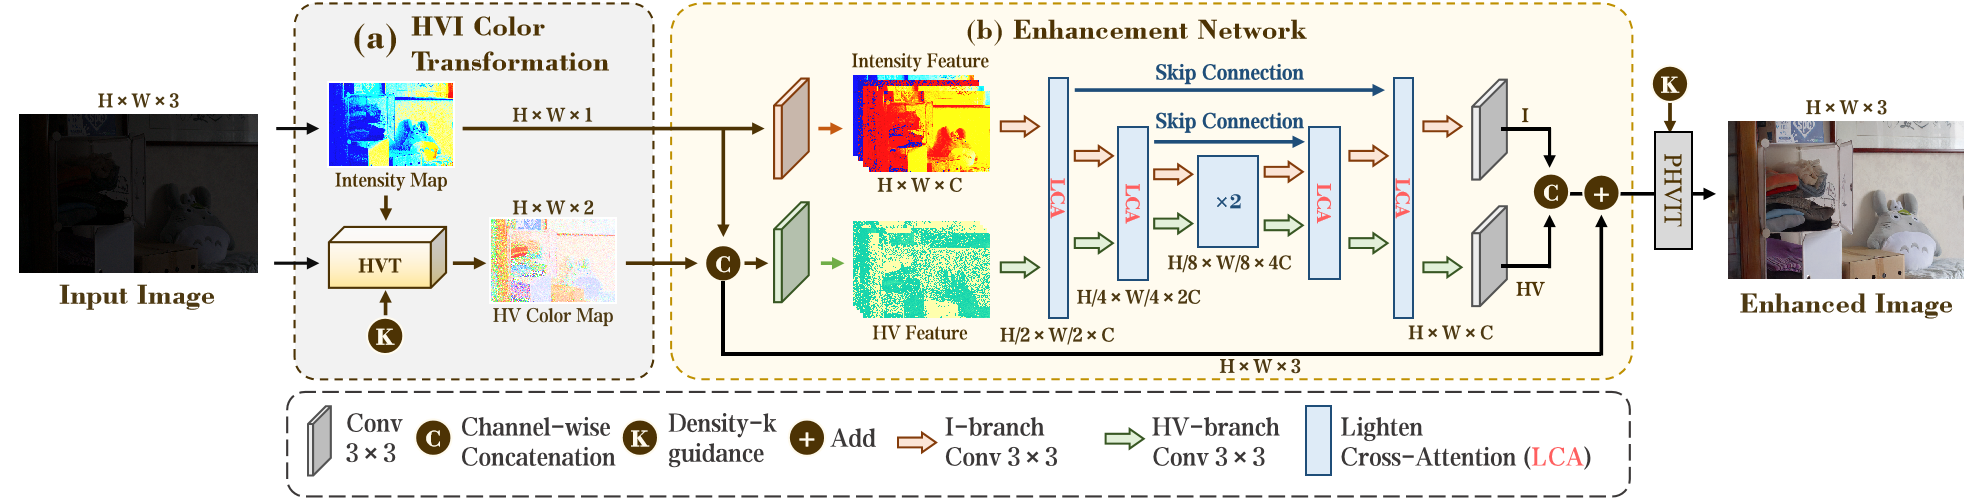 (a) HVI Color
Transformation
(b) Enhancement Network
H × W × 3
Input Image
Intensity Map
H × W × 1
HVT
K
H × W × 2
HV Color Map
C
Intensity Feature
H × W × C
HV Feature
H/2 × W/2 × C
LCA
Skip Connection
Skip Connection
LCA
H/4 × W/4 × 2C
×2
H/8 × W/8 × 4C
LCA
LCA
H × W × C
I
HV
C
+
H × W × 3
K
PHVIT
H × W × 3
Enhanced Image
Conv
3 × 3
C
Channel-wise
Concatenation
K
Density-k
guidance
+
Add
I-branch
Conv 3 × 3
HV-branch
Conv 3 × 3
Lighten
Cross-Attention (LCA)